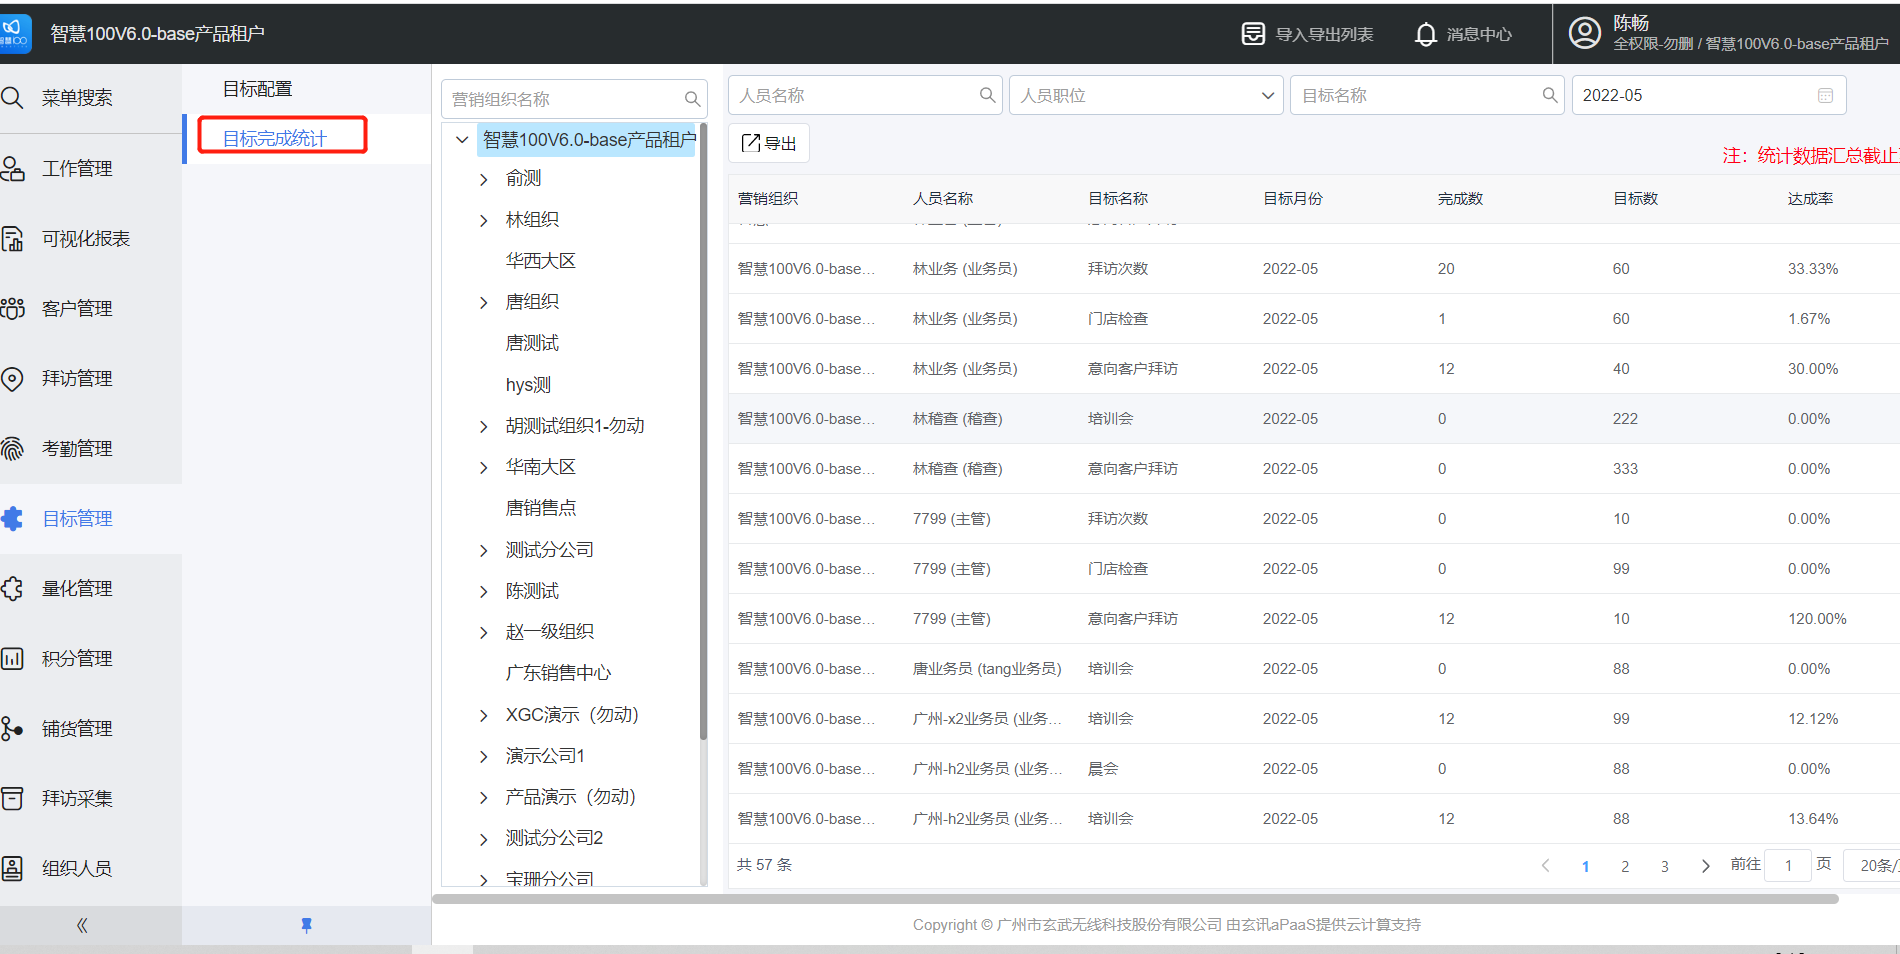 智慧100V6.0-base产品租户
导入导出列表
消息中心
陈畅
全权限-勿删 / 智慧100V6.0-base产品租户
菜单搜索
工作管理
可视化报表
客户管理
拜访管理
考勤管理
目标管理
量化管理
积分管理
铺货管理
拜访采集
组织人员
目标配置
目标完成统计
营销组织名称
智慧100V6.0-base产品租户
俞测
林组织
华西大区
唐组织
唐测试
hys测
胡测试组织1-勿动
华南大区
唐销售点
测试分公司
陈测试
赵一级组织
广东销售中心
XGC演示（勿动）
演示公司1
产品演示（勿动）
测试分公司2
宝珊分公司
人员名称
人员职位
目标名称
2022-05
导出
注：统计数据汇总截止
营销组织 人员名称 目标名称 目标月份 完成数 目标数 达成率
智慧100V6.0-base... 林业务 (业务员) 拜访次数 2022-05 20 60 33.33%
智慧100V6.0-base... 林业务 (业务员) 门店检查 2022-05 1 60 1.67%
智慧100V6.0-base... 林业务 (业务员) 意向客户拜访 2022-05 12 40 30.00%
智慧100V6.0-base... 林稽查 (稽查) 培训会 2022-05 0 222 0.00%
智慧100V6.0-base... 林稽查 (稽查) 意向客户拜访 2022-05 0 333 0.00%
智慧100V6.0-base... 7799 (主管) 拜访次数 2022-05 0 10 0.00%
智慧100V6.0-base... 7799 (主管) 门店检查 2022-05 0 99 0.00%
智慧100V6.0-base... 7799 (主管) 意向客户拜访 2022-05 12 10 120.00%
智慧100V6.0-base... 唐业务员 (tang业务员) 培训会 2022-05 0 88 0.00%
智慧100V6.0-base... 广州-x2业务员 (业务... 培训会 2022-05 12 99 12.12%
智慧100V6.0-base... 广州-h2业务员 (业务... 晨会 2022-05 0 88 0.00%
智慧100V6.0-base... 广州-h2业务员 (业务... 培训会 2022-05 12 88 13.64%
共 57 条
1 2 3 前往 1 页 20条/
Copyright © 广州市玄武无线科技股份有限公司 由玄讯aPaaS提供云计算支持